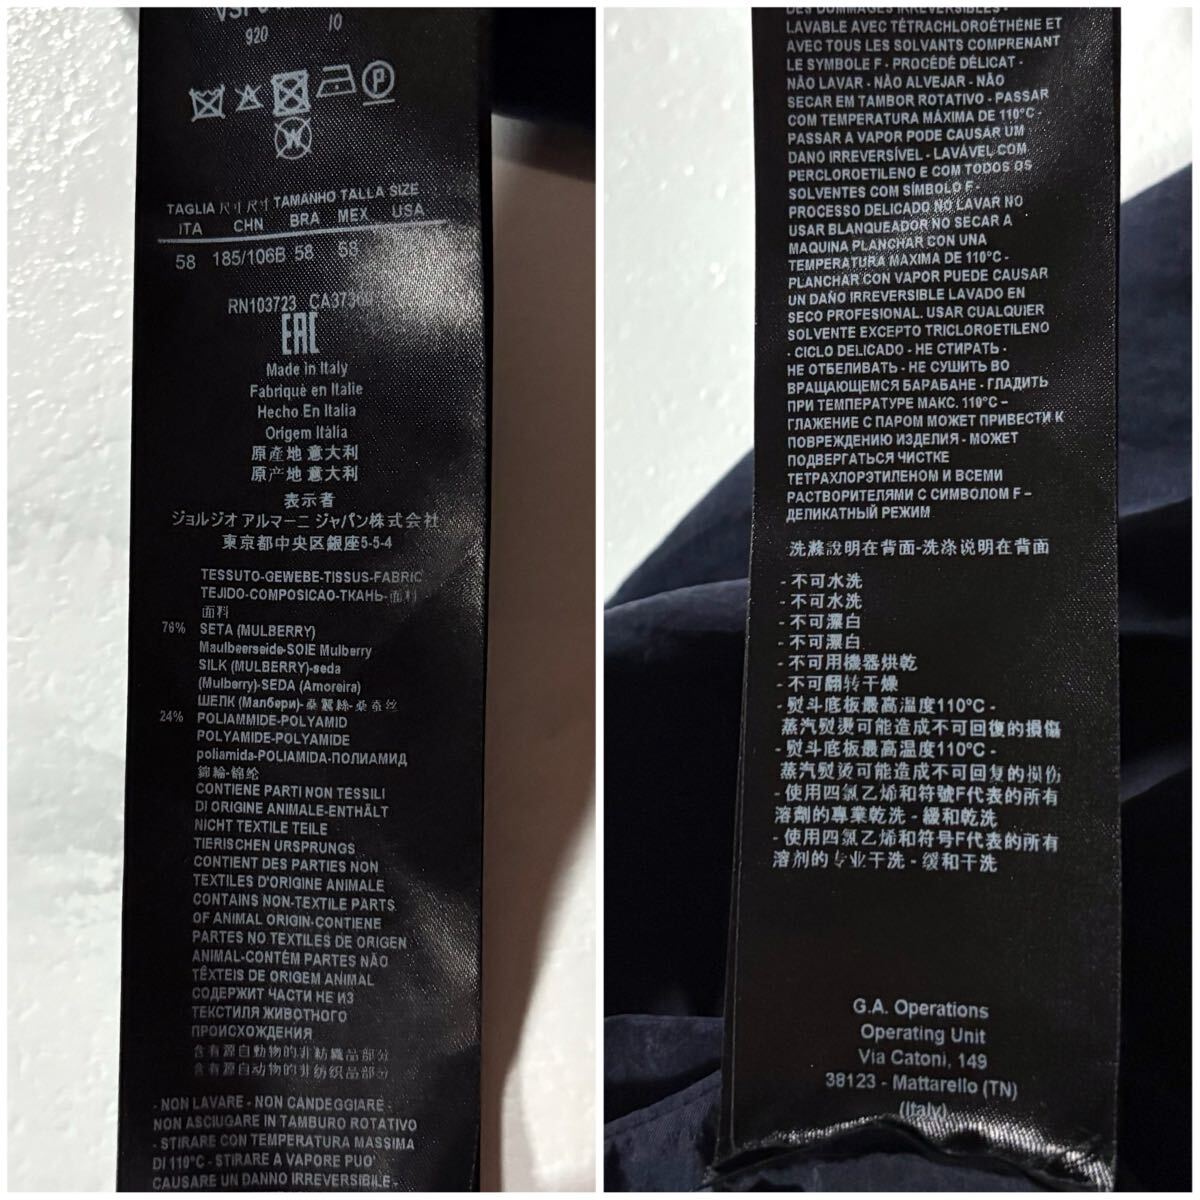 920
10
TAGLIA 尺寸 尺寸 TAMANHO TALLA SIZE
ITA CHN BRA MEX USA
58 185/106B 58 58
RN103723
EAC
Made in Italy
Fabriqué en Italie
Hecho En Italia
Origem Itália
原產地 意大利
原产地 意大利
表示者
ジョルジオ アルマーニ ジャパン株式会社
東京都中央区銀座5-5-4
TESSUTO-GEWEBE-TISSUS-FABRIC
TEJIDO-COMPOSICAO-ТКАНЬ-面料
面料
76% SETA (MULBERRY)
Maulbeerseide-SOIE Mulberry
SILK (MULBERRY)-seda
(Mulberry)-SEDA (Amoreira)
ШЕЛК (Малбери)-桑蠶絲-桑蚕丝
24% POLIAMMIDE-POLYAMID
POLYAMIDE-POLYAMIDE
poliamida-POLIAMIDA-ПОЛИАМИД
錦綸-锦纶
CONTIENE PARTI NON TESSILI
DI ORIGINE ANIMALE-ENTHÄLT
NICHT TEXTILE TEILE
TIERISCHEN URSPRUNGS
CONTIENT DES PARTIES NON
TEXTILES D'ORIGINE ANIMALE
CONTAINS NON-TEXTILE PARTS
OF ANIMAL ORIGIN-CONTIENE
PARTES NO TEXTILES DE ORIGEN
ANIMAL-CONTÉM PARTES NÃO
TÊXTEIS DE ORIGEM ANIMAL
СОДЕРЖИТ ЧАСТИ НЕ ИЗ
ТЕКСТИЛЯ ЖИВОТНОГО
ПРОИСХОЖДЕНИЯ
含有源自動物的非紡織品部分
含有源自动物的非纺织品部分
- NON LAVARE - NON CANDEGGIARE -
NON ASCIUGARE IN TAMBURO ROTATIVO
- STIRARE CON TEMPERATURA MASSIMA
DI 110°C - STIRARE A VAPORE PUO'
CAUSARE UN DANNO IRREVERSIBILE -
DES DOMMAGES IRREVERSIBLES -
LAVABLE AVEC TÉTRACHLOROÉTHÈNE ET
AVEC TOUS LES SOLVANTS COMPRENANT
LE SYMBOLE F - PROCÉDÉ DÉLICAT -
NÃO LAVAR - NÃO ALVEJAR - NÃO
SECAR EM TAMBOR ROTATIVO - PASSAR
COM TEMPERATURA MÁXIMA DE 110°C -
PASSAR A VAPOR PODE CAUSAR UM
DANO IRREVERSÍVEL - LAVÁVEL COM
PERCLOROETILENO E COM TODOS OS
SOLVENTES COM SÍMBOLO F -
PROCESSO DELICADO NO LAVAR NO
USAR BLANQUEADOR NO SECAR A
MAQUINA PLANCHAR CON UNA
TEMPERATURA MAXIMA DE 110°C -
PLANCHAR CON VAPOR PUEDE CAUSAR
UN DAÑO IRREVERSIBLE LAVADO EN
SECO PROFESIONAL. USAR CUALQUIER
SOLVENTE EXCEPTO TRICLOROETILENO
- CICLO DELICADO - НЕ СТИРАТЬ -
НЕ ОТБЕЛИВАТЬ - НЕ СУШИТЬ ВО
ВРАЩАЮЩЕМСЯ БАРАБАНЕ - ГЛАДИТЬ
ПРИ ТЕМПЕРАТУРЕ МАКС. 110°C –
ГЛАЖЕНИЕ С ПАРОМ МОЖЕТ ПРИВЕСТИ К
ПОВРЕЖДЕНИЮ ИЗДЕЛИЯ - МОЖЕТ
ПОДВЕРГАТЬСЯ ЧИСТКЕ
ТЕТРАХЛОРЭТИЛЕНОМ И ВСЕМИ
РАСТВОРИТЕЛЯМИ С СИМВОЛОМ F –
ДЕЛИКАТНЫЙ РЕЖИМ
洗滌說明在背面-洗涤说明在背面
- 不可水洗
- 不可水洗
- 不可漂白
- 不可漂白
- 不可用機器烘乾
- 不可翻转干燥
- 熨斗底板最高溫度110°C -
蒸汽熨燙可能造成不可回復的損傷
- 熨斗底板最高温度110°C -
蒸汽熨烫可能造成不可回复的损伤
- 使用四氯乙烯和符號F代表的所有
溶劑的專業乾洗 - 緩和乾洗
- 使用四氯乙烯和符号F代表的所有
溶剂的专业干洗 - 缓和干洗
G.A. Operations
Operating Unit
Via Catoni, 149
38123 - Mattarello (TN)
(Italy)